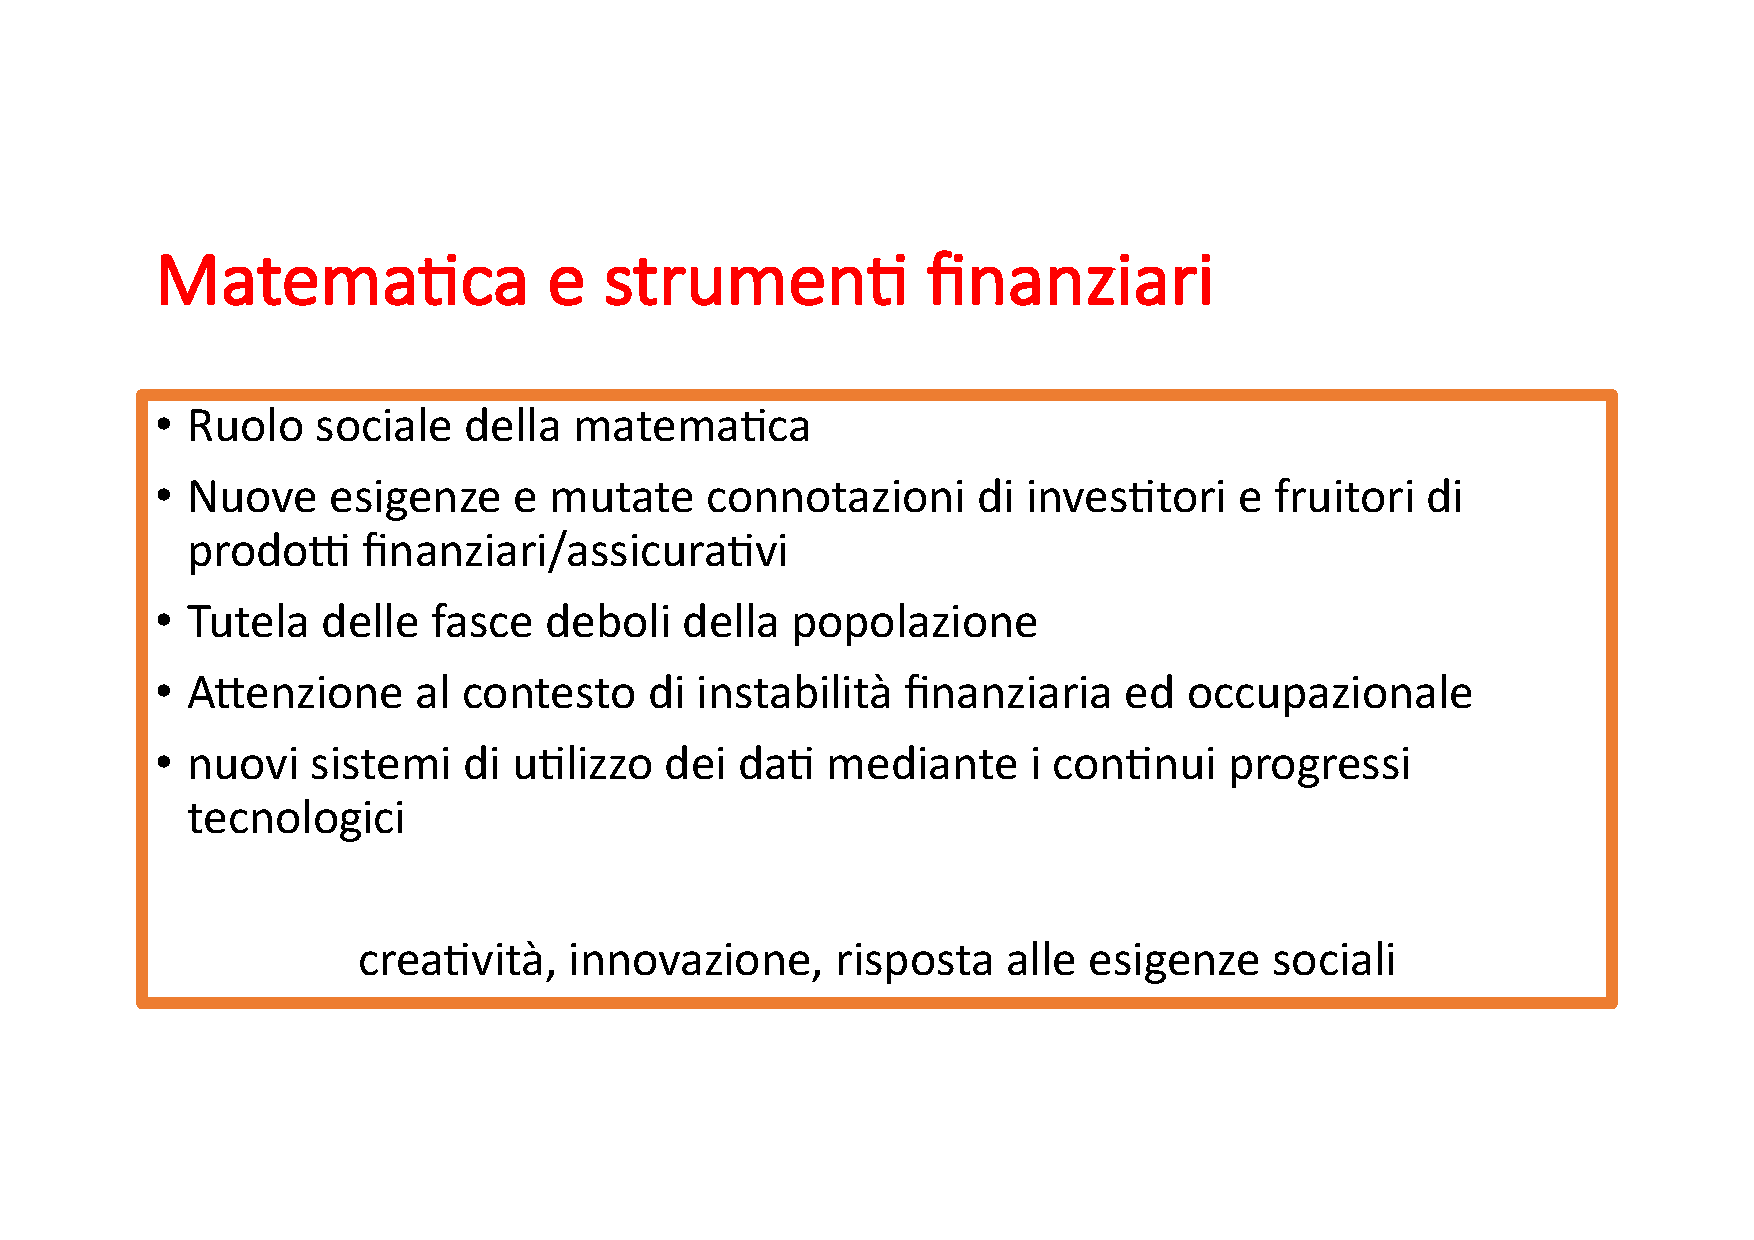 Matematica e strumenti finanziari
• Ruolo sociale della matematica
• Nuove esigenze e mutate connotazioni di investitori e fruitori di
prodotti finanziari/assicurativi
• Tutela delle fasce deboli della popolazione
• Attenzione al contesto di instabilità finanziaria ed occupazionale
• nuovi sistemi di utilizzo dei dati mediante i continui progressi
tecnologici
creatività, innovazione, risposta alle esigenze sociali